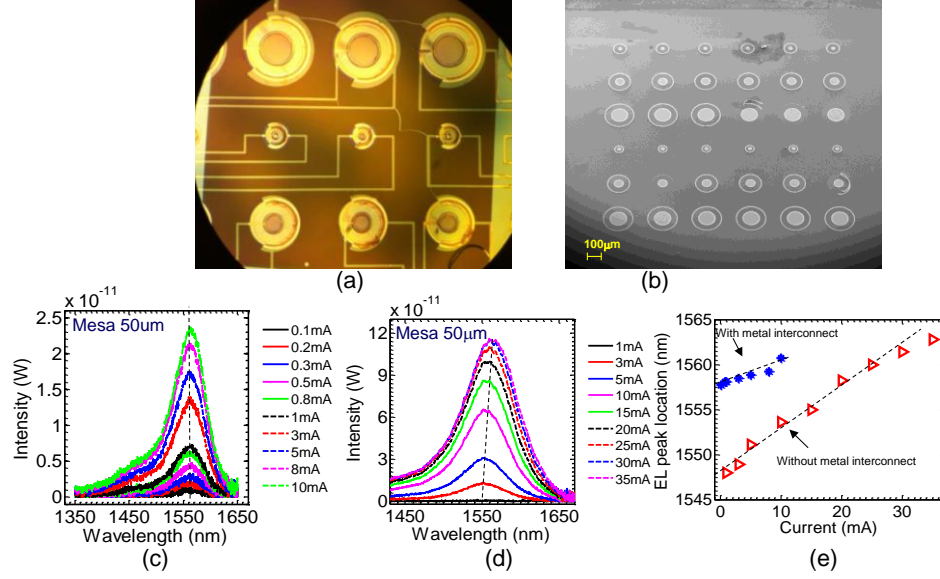 100μm
(a)
(b)
x 10⁻¹¹
Mesa 50um
2.5
2.0
1.5
1.0
0.5
0
1350
1450
1550
1650
Intensity (W)
Wavelength (nm)
0.1mA
0.2mA
0.3mA
0.5mA
0.8mA
1mA
3mA
5mA
8mA
10mA
(c)
x 10⁻¹¹
Mesa 50μm
12
9
6
3
0
1430
1550
1670
Intensity (W)
Wavelength (nm)
1mA
3mA
5mA
10mA
15mA
20mA
25mA
30mA
35mA
(d)
1565
1560
1555
1550
1545
0
10
20
30
EL peak location (nm)
With metal interconnect
Without metal interconnect
Current (mA)
(e)